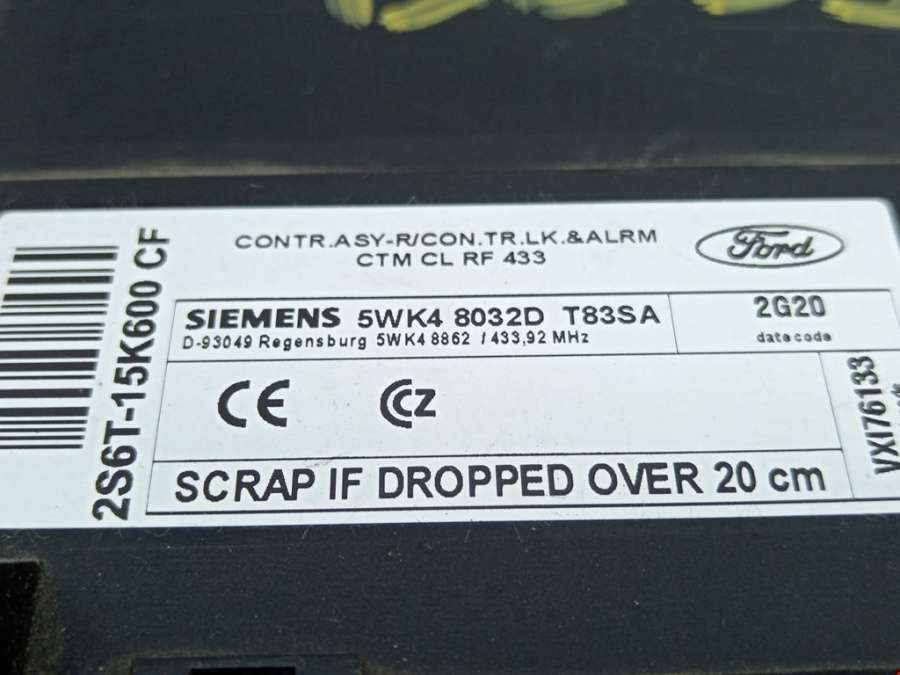 CONTR.ASY-R/CON.TR.LK.&ALRM
CTM CL RF 433
Ford
2S6T-15K600 CF
SIEMENS 5WK4 8032D T83SA
D-93049 Regensburg 5WK4 8862 / 433,92 MHz
2G20
date code
CE
CZ
VXI76133
SCRAP IF DROPPED OVER 20 cm